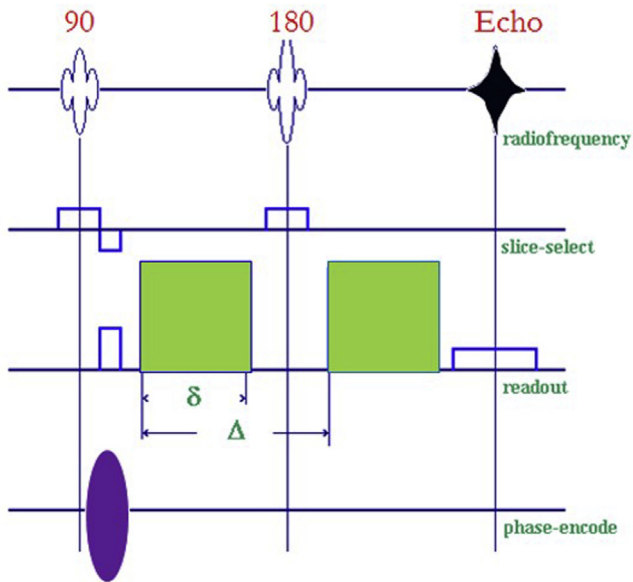 90 180 Echo
radiofrequency
slice-select
readout
δ
Δ
phase-encode